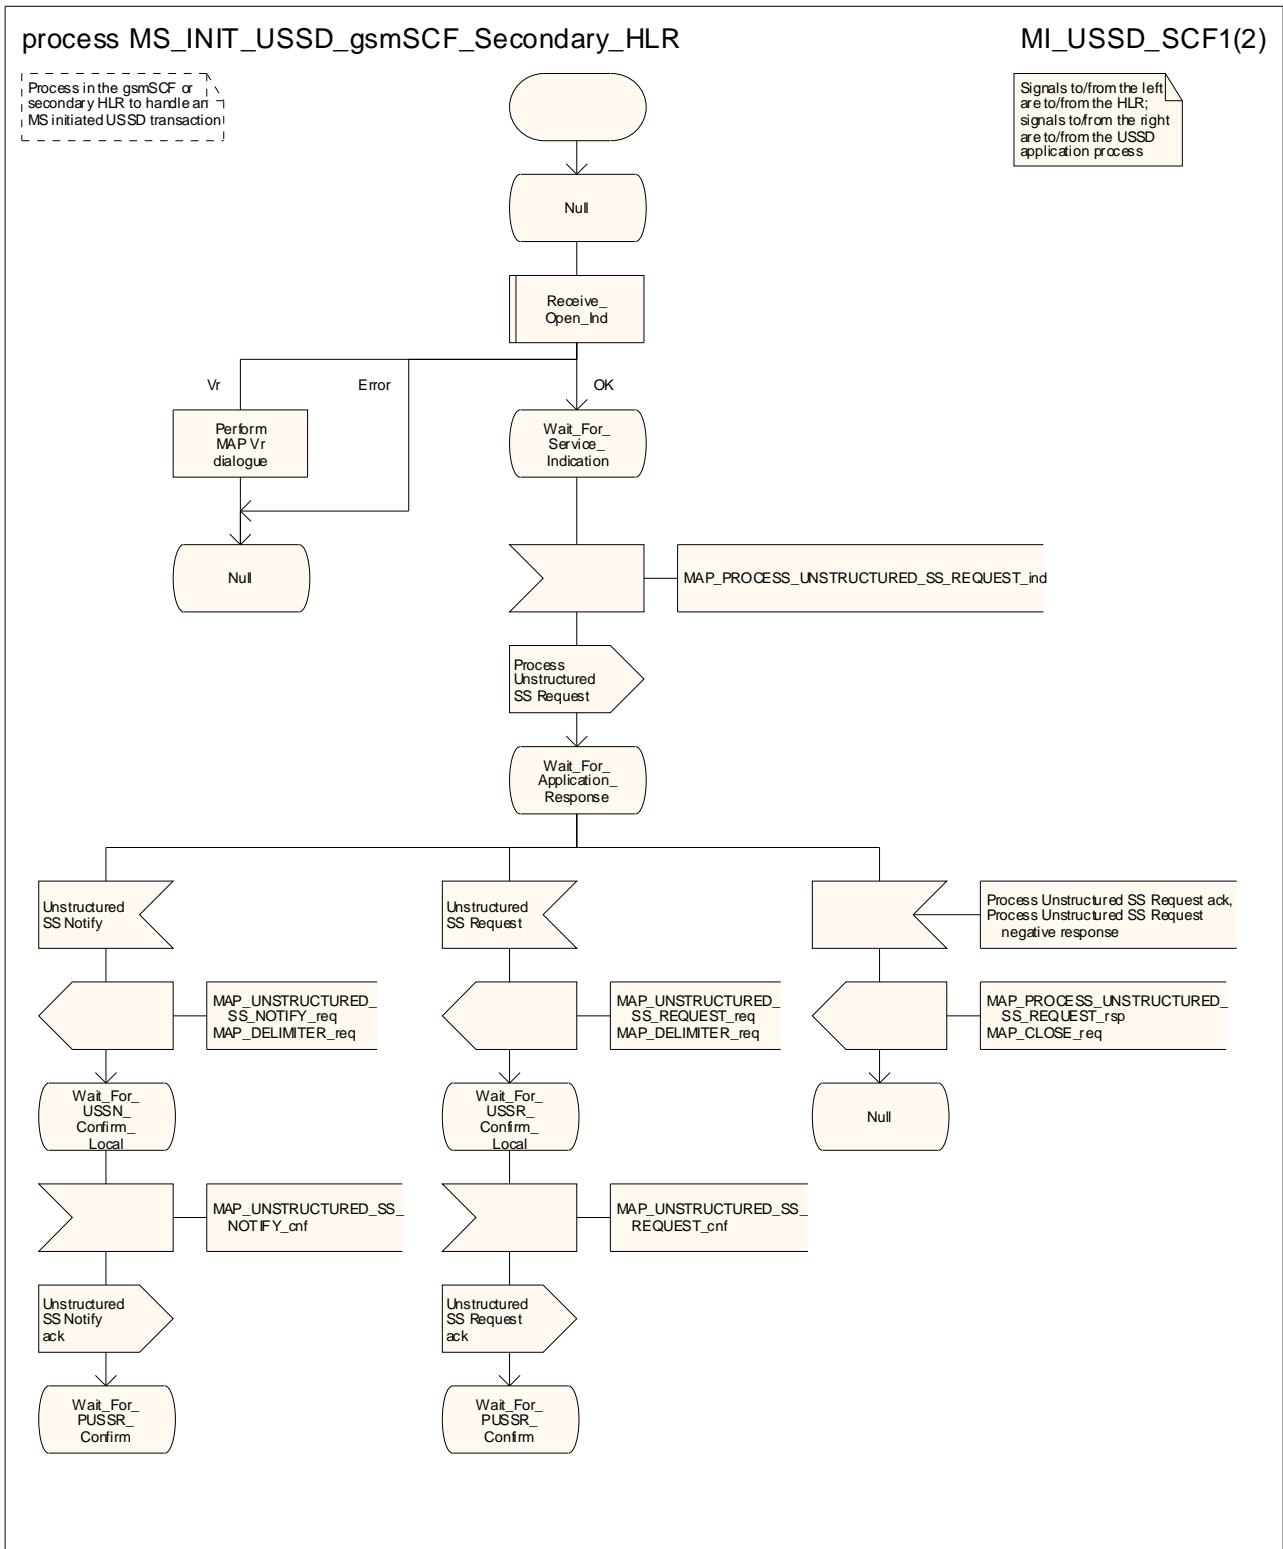 process MS_INIT_USSD_gsmSCF_Secondary_HLR
MI_USSD_SCF1(2)
Process in the gsmSCF or
secondary HLR to handle an
MS initiated USSD transaction
Signals to/from the left
are to/from the HLR;
signals to/from the right
are to/from the USSD
application process
Null
Receive_
Open_Ind
Vr
Error
OK
Perform
MAP Vr
dialogue
Wait_For_
Service_
Indication
Null
MAP_PROCESS_UNSTRUCTURED_SS_REQUEST_ind
Process
Unstructured
SS Request
Wait_For_
Application_
Response
Unstructured
SS Notify
Unstructured
SS Request
Process Unstructured SS Request ack,
Process Unstructured SS Request
negative response
MAP_UNSTRUCTURED_
SS_NOTIFY_req
MAP_DELIMITER_req
MAP_UNSTRUCTURED_
SS_REQUEST_req
MAP_DELIMITER_req
MAP_PROCESS_UNSTRUCTURED_
SS_REQUEST_rsp
MAP_CLOSE_req
Wait_For_
USSN_
Confirm_
Local
Wait_For_
USSR_
Confirm_
Local
Null
MAP_UNSTRUCTURED_SS_
NOTIFY_cnf
MAP_UNSTRUCTURED_SS_
REQUEST_cnf
Unstructured
SS Notify
ack
Unstructured
SS Request
ack
Wait_For_
PUSSR_
Confirm
Wait_For_
PUSSR_
Confirm